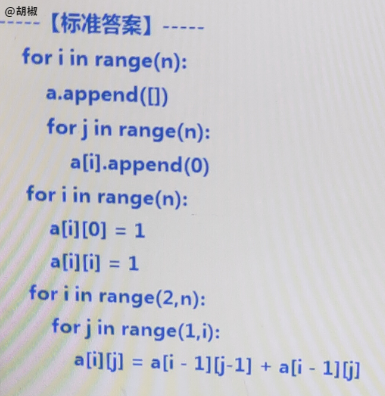 @胡椒
-----【标准答案】-----
for i in range(n):
a.append([])
for j in range(n):
a[i].append(0)
for i in range(n):
a[i][0] = 1
a[i][i] = 1
for i in range(2,n):
for j in range(1,i):
a[i][j] = a[i - 1][j-1] + a[i - 1][j]